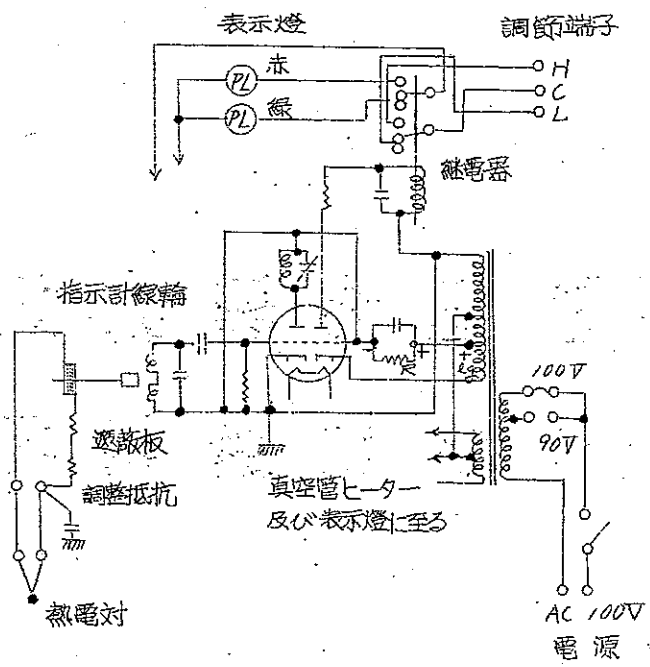 表示燈
調節端子
PL
赤
PL
緑
H
C
L
継電器
指示計線輪
遮蔽板
調整抵抗
熱電対
R
+
+
e
100V
90V
真空管ヒーター
及び表示燈に至る
AC 100V
電源